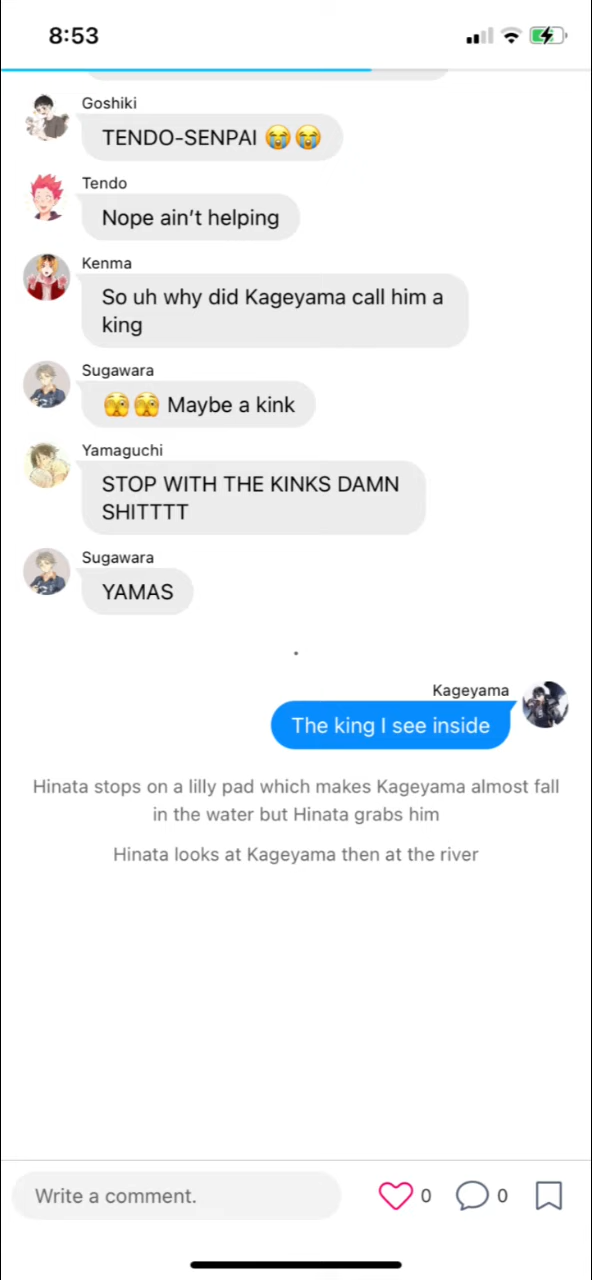 8:53
Goshiki
TENDO-SENPAI 😭😭
Tendo
Nope ain't helping
Kenma
So uh why did Kageyama call him a
king
Sugawara
🫣🫣 Maybe a kink
Yamaguchi
STOP WITH THE KINKS DAMN
SHITTTT
Sugawara
YAMAS
.
Kageyama
The king I see inside
Hinata stops on a lilly pad which makes Kageyama almost fall
in the water but Hinata grabs him
Hinata looks at Kageyama then at the river
Write a comment.
0
0